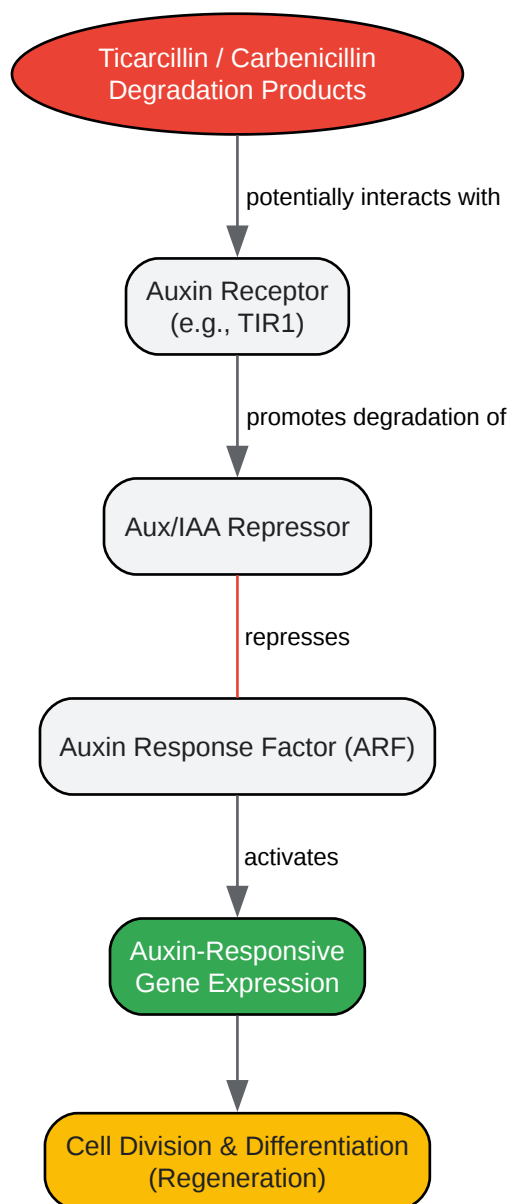 Ticarcillin / Carbenicillin
Degradation Products
potentially interacts with
Auxin Receptor
(e.g., TIR1)
promotes degradation of
Aux/IAA Repressor
represses
Auxin Response Factor (ARF)
activates
Auxin-Responsive
Gene Expression
Cell Division & Differentiation
(Regeneration)